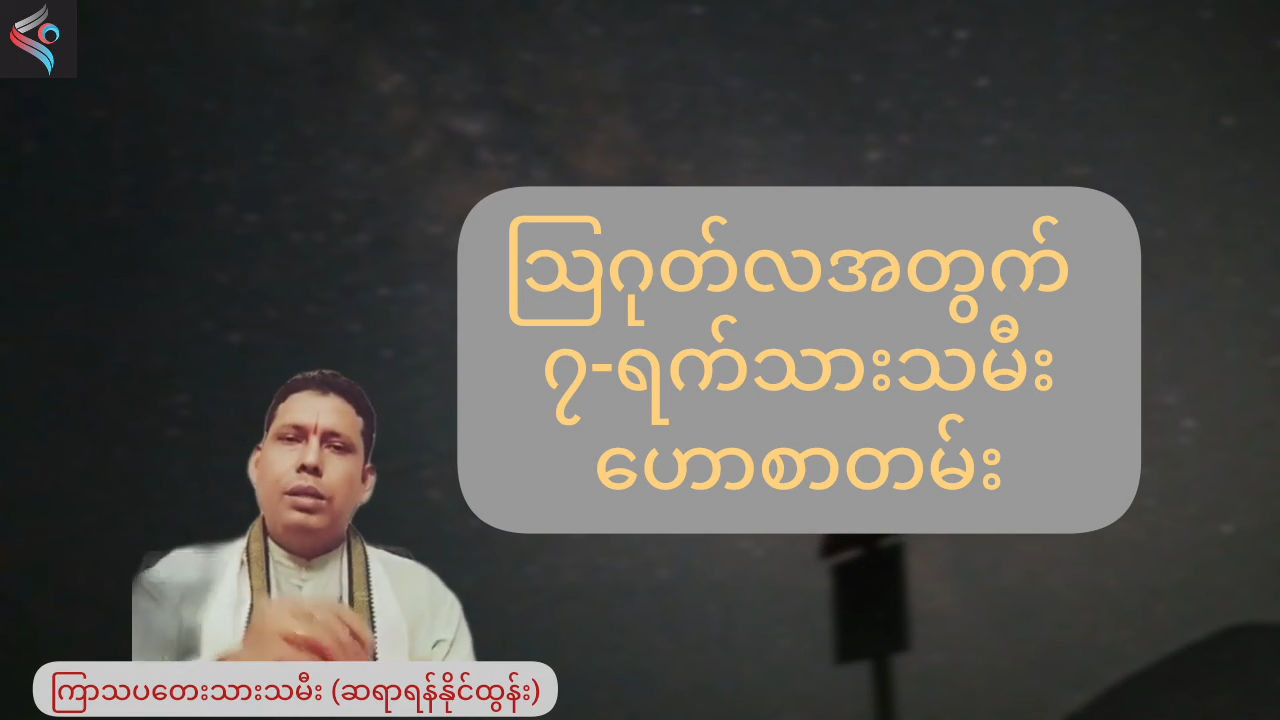 ဩဂုတ်လအတွက်
၇-ရက်သားသမီး
ဟောစာတမ်း
ကြာသပတေးသားသမီး (ဆရာရန်နိုင်ထွန်း)